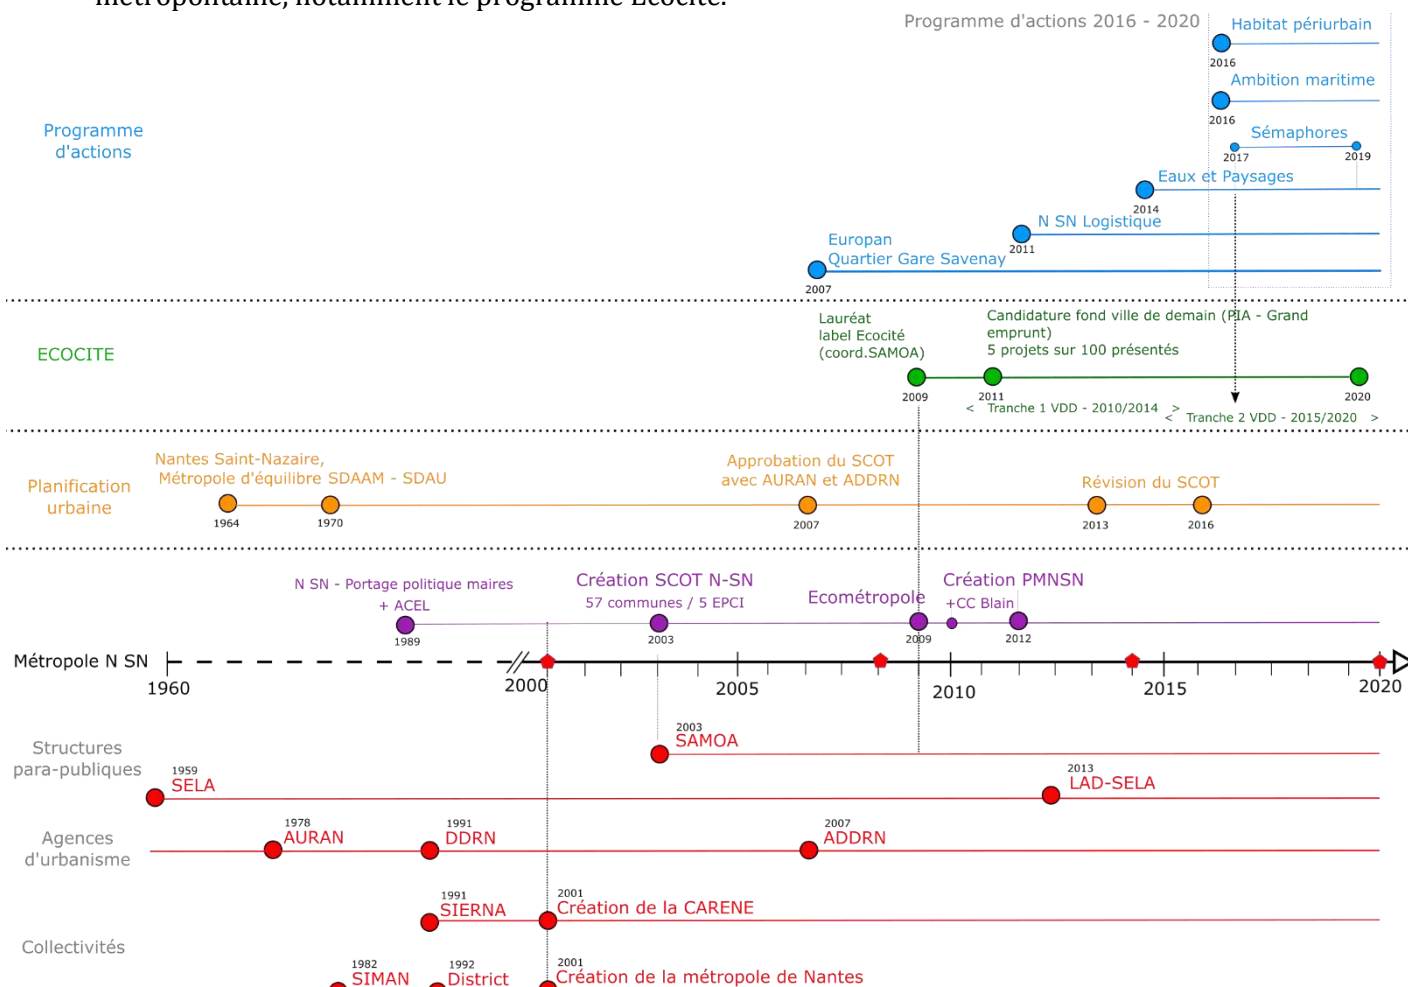 métropolitaine, notamment le programme Ecocité.
Programme d'actions 2016 - 2020
Habitat périurbain
2016
Ambition maritime
2016
Programme
d'actions
Sémaphores
2017
2019
Eaux et Paysages
2014
N SN Logistique
2011
Europan
Quartier Gare Savenay
2007
ECOCITE
Lauréat
label Ecocité
(coord.SAMOA)
Candidature fond ville de demain (PIA - Grand
emprunt)
5 projets sur 100 présentés
2009
2011
2020
< Tranche 1 VDD - 2010/2014 >
< Tranche 2 VDD - 2015/2020 >
Planification
urbaine
Nantes Saint-Nazaire,
Métropole d'équilibre SDAAM - SDAU
1964
1970
Approbation du SCOT
avec AURAN et ADDRN
2007
Révision du SCOT
2013
2016
N SN - Portage politique maires
+ ACEL
1989
Création SCOT N-SN
57 communes / 5 EPCI
2003
Ecométropole
2009
Création PMNSN
+CC Blain
2012
Métropole N SN
1960
2000
2005
2010
2015
2020
Structures
para-publiques
2003
SAMOA
1959
SELA
2013
LAD-SELA
Agences
d'urbanisme
1978
AURAN
1991
DDRN
2007
ADDRN
Collectivités
1991
SIERNA
2001
Création de la CARENE
1982
SIMAN
1992
District
2001
Création de la métropole de Nantes